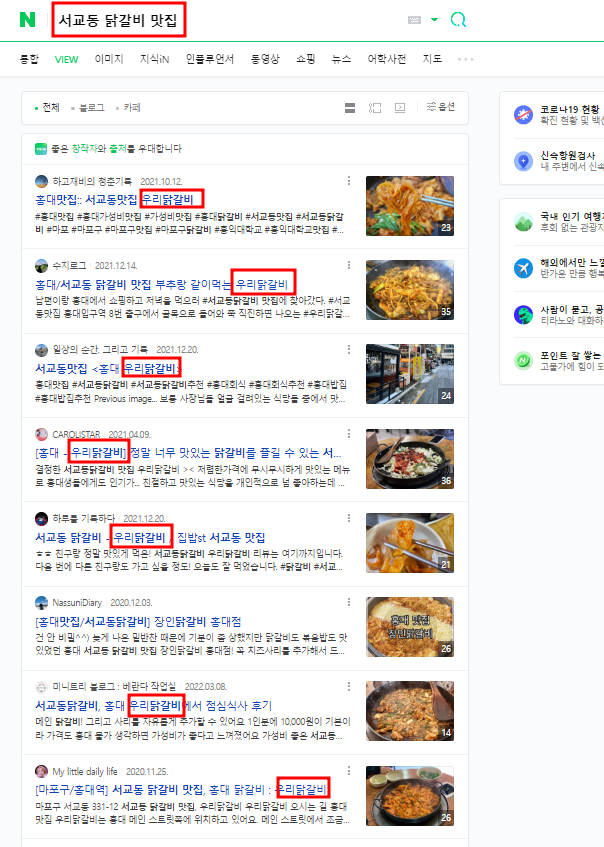 N 서교동 닭갈비 맛집
통합 VIEW 이미지 지식iN 인플루언서 동영상 쇼핑 뉴스 어학사전 지도
전체 블로그 카페 옵션
좋은 창작자와 출처를 우대합니다
하고재비의 청춘기록 2021.10.12.
홍대맛집:: 서교동맛집 우리닭갈비
#홍대맛집 #홍대가성비맛집 #가성비맛집 #홍대닭갈비 #서교동맛집 #서교동닭갈
비 #마포 #마포구 #마포구맛집 #마포구닭갈비 #홍익대학교 #홍익대학교맛집 #...
23
수지로그 2021.12.14.
홍대/서교동 닭갈비 맛집 부추랑 같이먹는 우리닭갈비
남편이랑 홍대에서 쇼핑하고 저녁을 먹으러 #서교동닭갈비 맛집에 찾아갔다. #서교
동맛집 홍대입구역 8번 출구에서 골목으로 들어와 쭉 직진하면 나오는 #우리닭갈...
35
일상의 순간, 그리고 기록 2021.12.20.
서교동맛집 <홍대 우리닭갈비>
홍대맛집 #서교동닭갈비 #서교동닭갈비추천 #홍대회식 #홍대회식추천 #홍대밥집
#홍대밥집추천 Previous image... 보통 사장님들 얼굴 걸려있는 식당들 중에서 맛...
24
CAROLISTAR 2021.04.09.
[홍대 - 우리닭갈비] 정말 너무 맛있는 닭갈비를 즐길 수 있는 서...
결정한 서교동닭갈비 맛집 우리닭갈비 >< 저렴한가격에 무시무시하게 맛있는 메뉴
로 홍대생들에게도 인기가... 친절하고 맛있는 식당을 개인적으로 넘 좋아하는데 ...
36
하루를 기록하다 2021.12.20.
서교동 닭갈비 - 우리닭갈비 / 집밥st 서교동 맛집
ㅎㅎ 친구랑 정말 맛있게 먹은! 서교동닭갈비 우리닭갈비 리뷰는 여기까지입니다.
다음 번에 다른 친구랑도 가고 싶을 정도! 오늘도 잘 먹었습니다. #닭갈비 #서교...
21
NassuniDiary 2020.12.03.
[홍대맛집/서교동닭갈비] 장인닭갈비 홍대점
건 안 비밀^^) 늦게 나온 밑반찬 때문에 기분이 좀 상했지만 닭갈비도 볶음밥도 맛
있었던 홍대 서교동 닭갈비 맛집 장인닭갈비 홍대점! 꼭 치즈사리를 추가해서 드...
홍대 맛집
장인닭갈비
26
미니트리 블로그 : 베란다 작업실 2022.03.08.
서교동닭갈비, 홍대 우리닭갈비에서 점심식사 후기
메인 닭갈비! 그리고 사리를 자유롭게 추가할 수 있어요 1인분에 10,000원이 기본이
라 가격도 홍대 물가 생각하면 가성비가 좋다고 느껴졌어요 가성비 좋은 서교동...
14
My little daily life 2020.11.25.
[마포구/홍대역] 서교동 닭갈비 맛집, 홍대 닭갈비 : 우리닭갈비
마포구 서교동 331-12 서교동 닭갈비 맛집, 우리닭갈비 우리닭갈비 오시는 길 홍대
맛집 우리닭갈비는 홍대 메인 스트릿쪽에 위치하고 있어요. 메인 스트릿에서 조금...
26
코로나19 현황
확진 현황 및 백신
신속항원검사
내 주변에서 신속
국내 인기 여행지
후회 없는 관광지
해외에서만 느낄
반가운 만큼 행복
사람이 묻고, 공
티라노와 대화하
포인트 잘 쌓는
고물가에 힘이 되